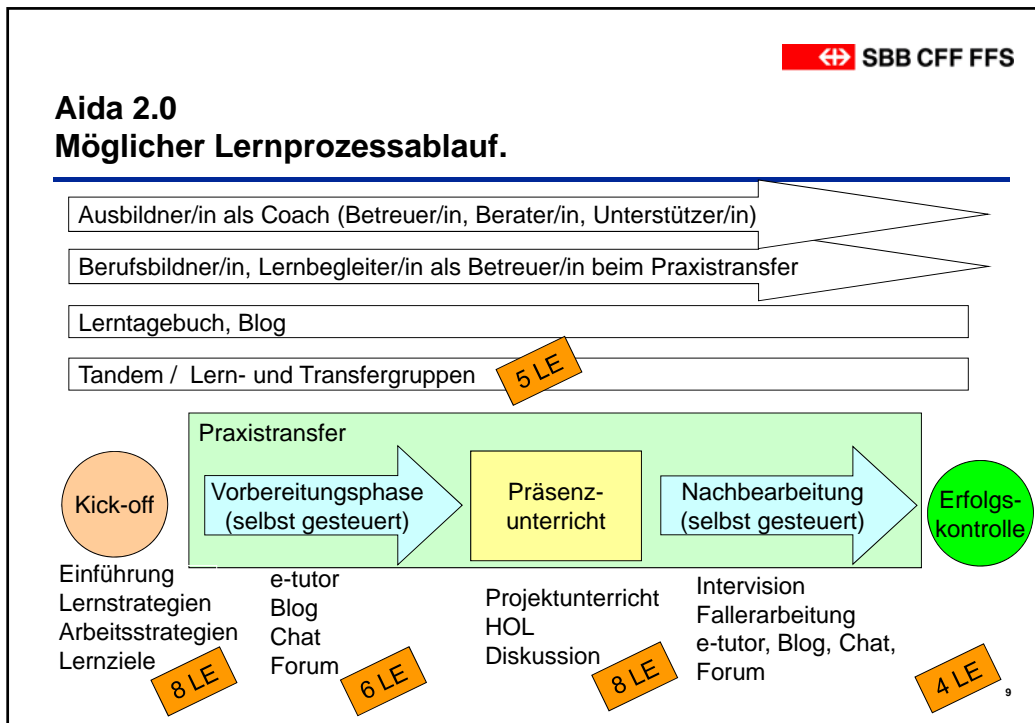 SBB CFF FFS
Aida 2.0
Möglicher Lernprozessablauf.
Ausbildner/in als Coach (Betreuer/in, Berater/in, Unterstützer/in)
Berufsbildner/in, Lernbegleiter/in als Betreuer/in beim Praxistransfer
Lerntagebuch, Blog
Tandem / Lern- und Transfergruppen
5 LE
Praxistransfer
Kick-off
Vorbereitungsphase
(selbst gesteuert)
Präsenz-
unterricht
Nachbearbeitung
(selbst gesteuert)
Erfolgs-
kontrolle
Einführung
Lernstrategien
Arbeitsstrategien
Lernziele
8 LE
e-tutor
Blog
Chat
Forum
6 LE
Projektunterricht
HOL
Diskussion
8 LE
Intervision
Fallerarbeitung
e-tutor, Blog, Chat,
Forum
4 LE
9